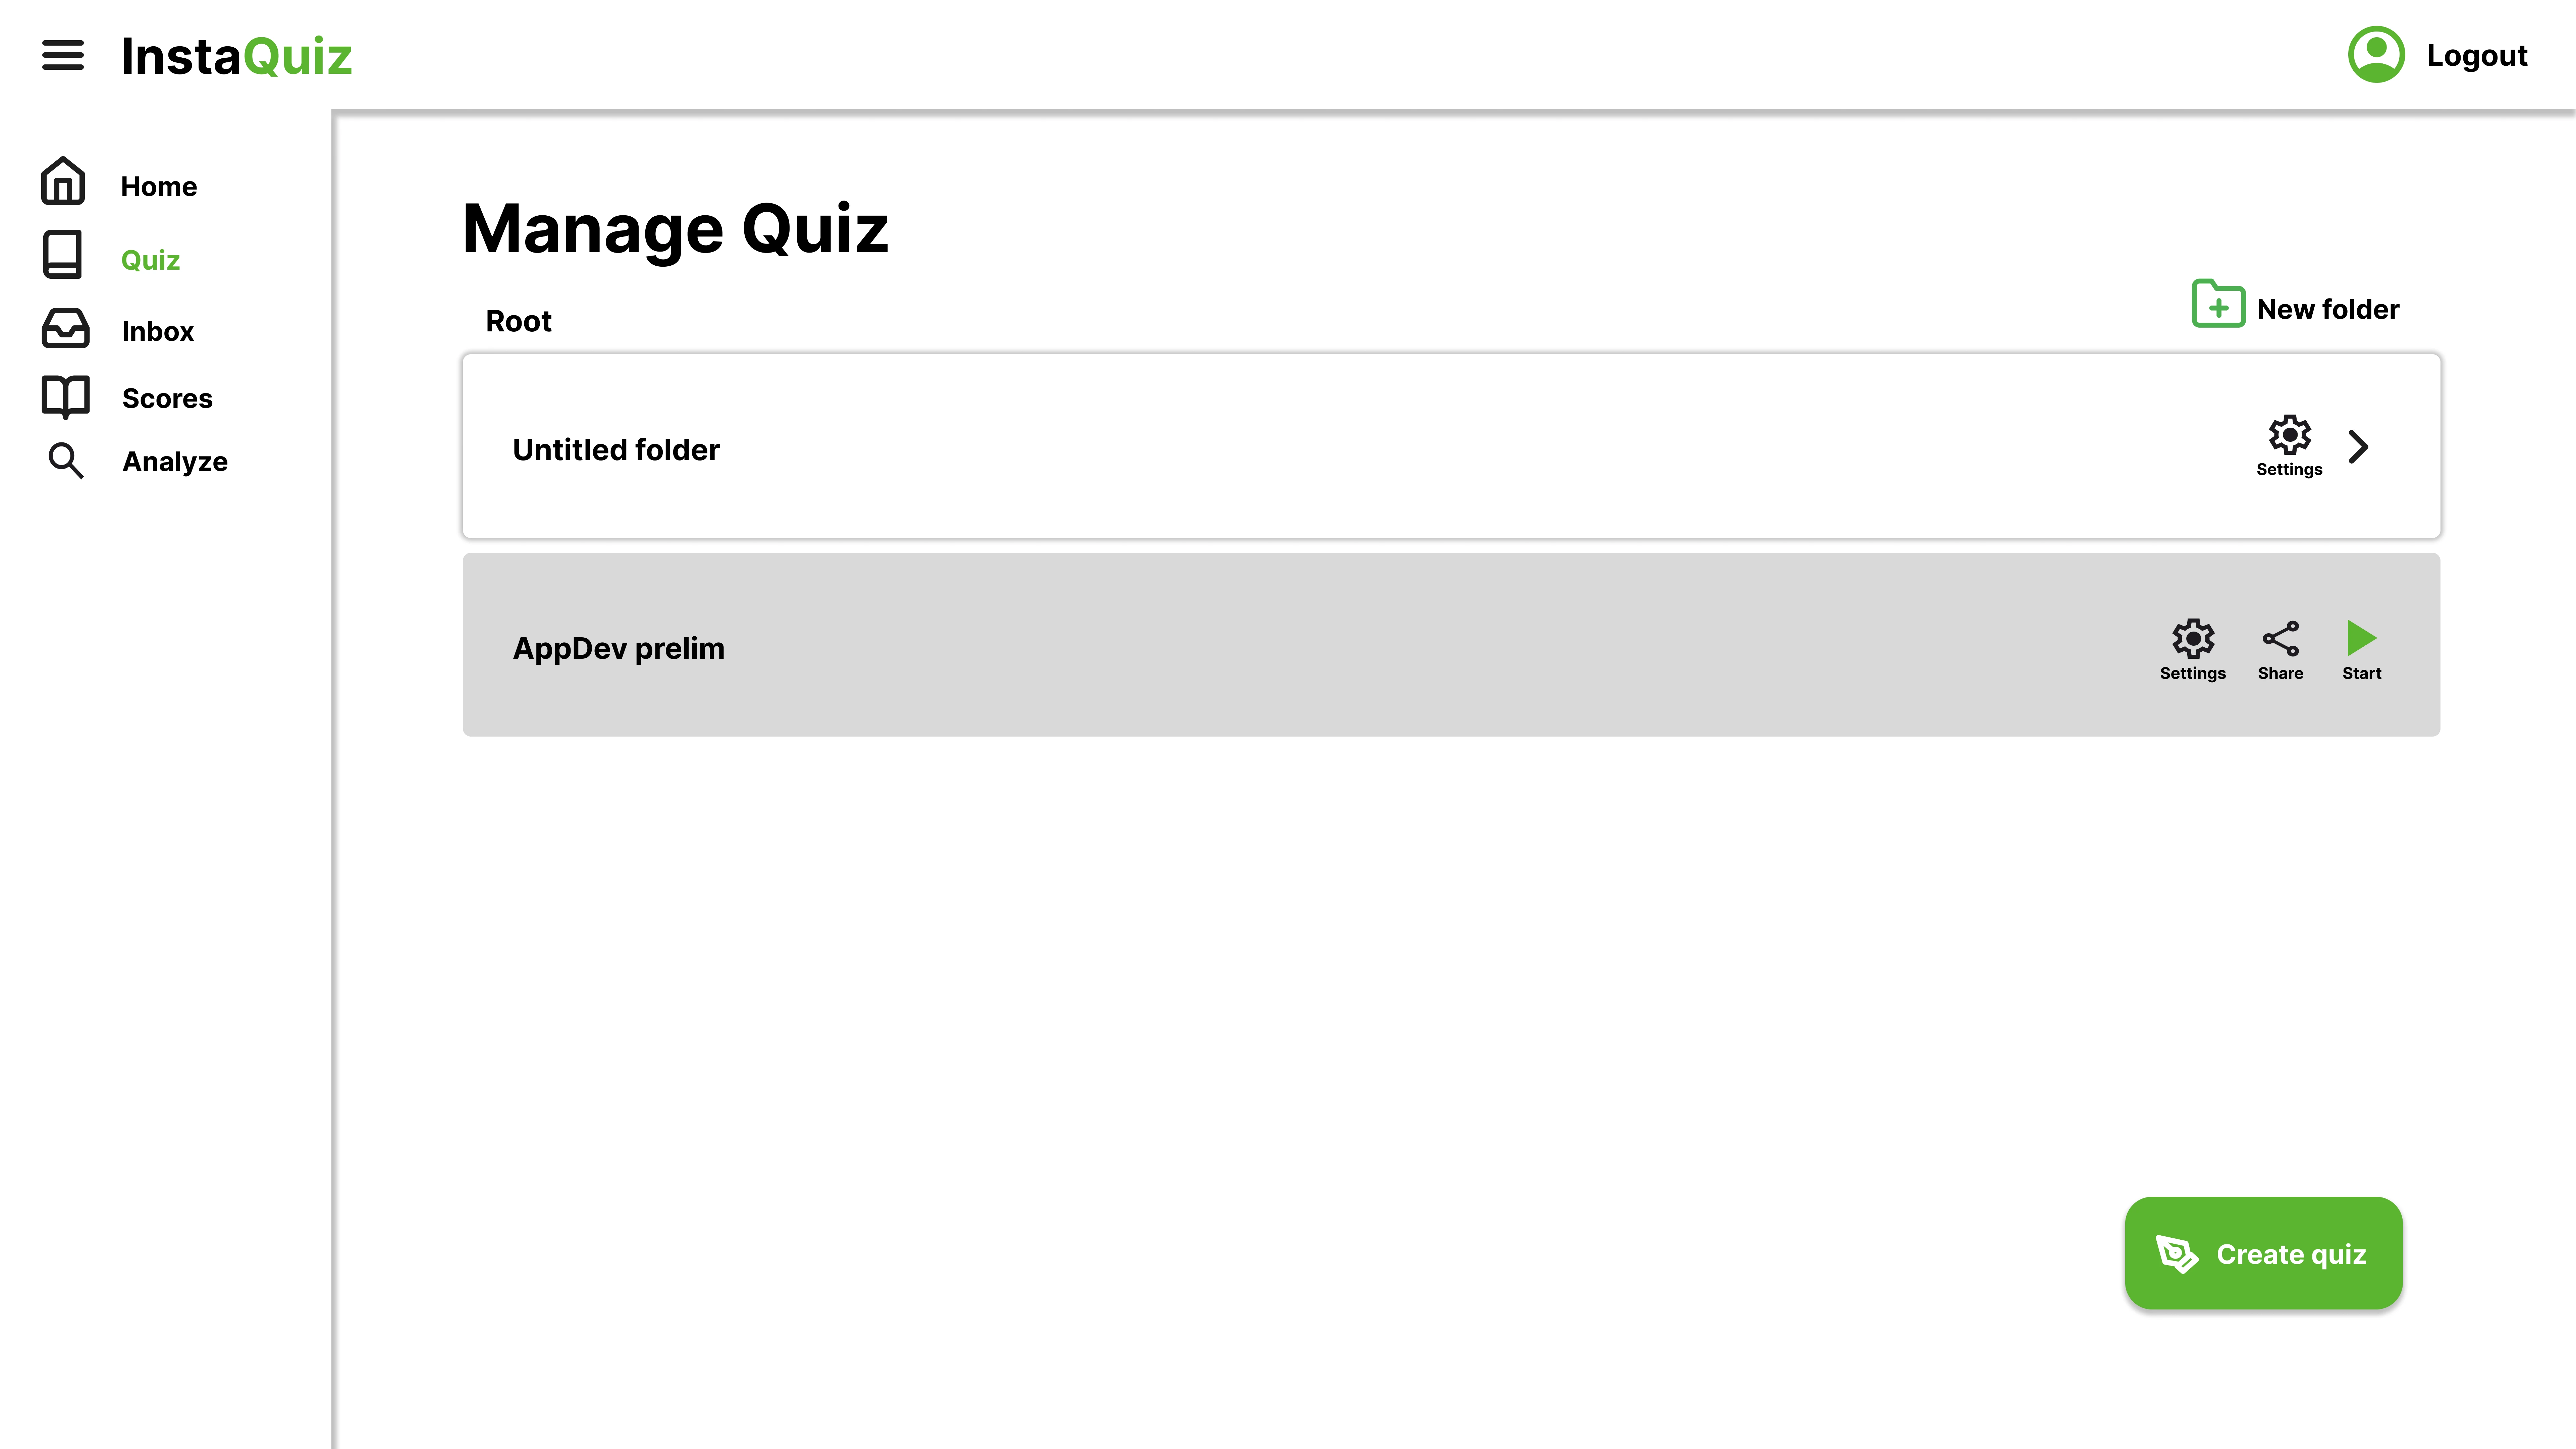 InstaQuiz
Logout
Home
Quiz
Inbox
Scores
Analyze
Manage Quiz
Root
New folder
Untitled folder
Settings
AppDev prelim
Settings
Share
Start
Create quiz